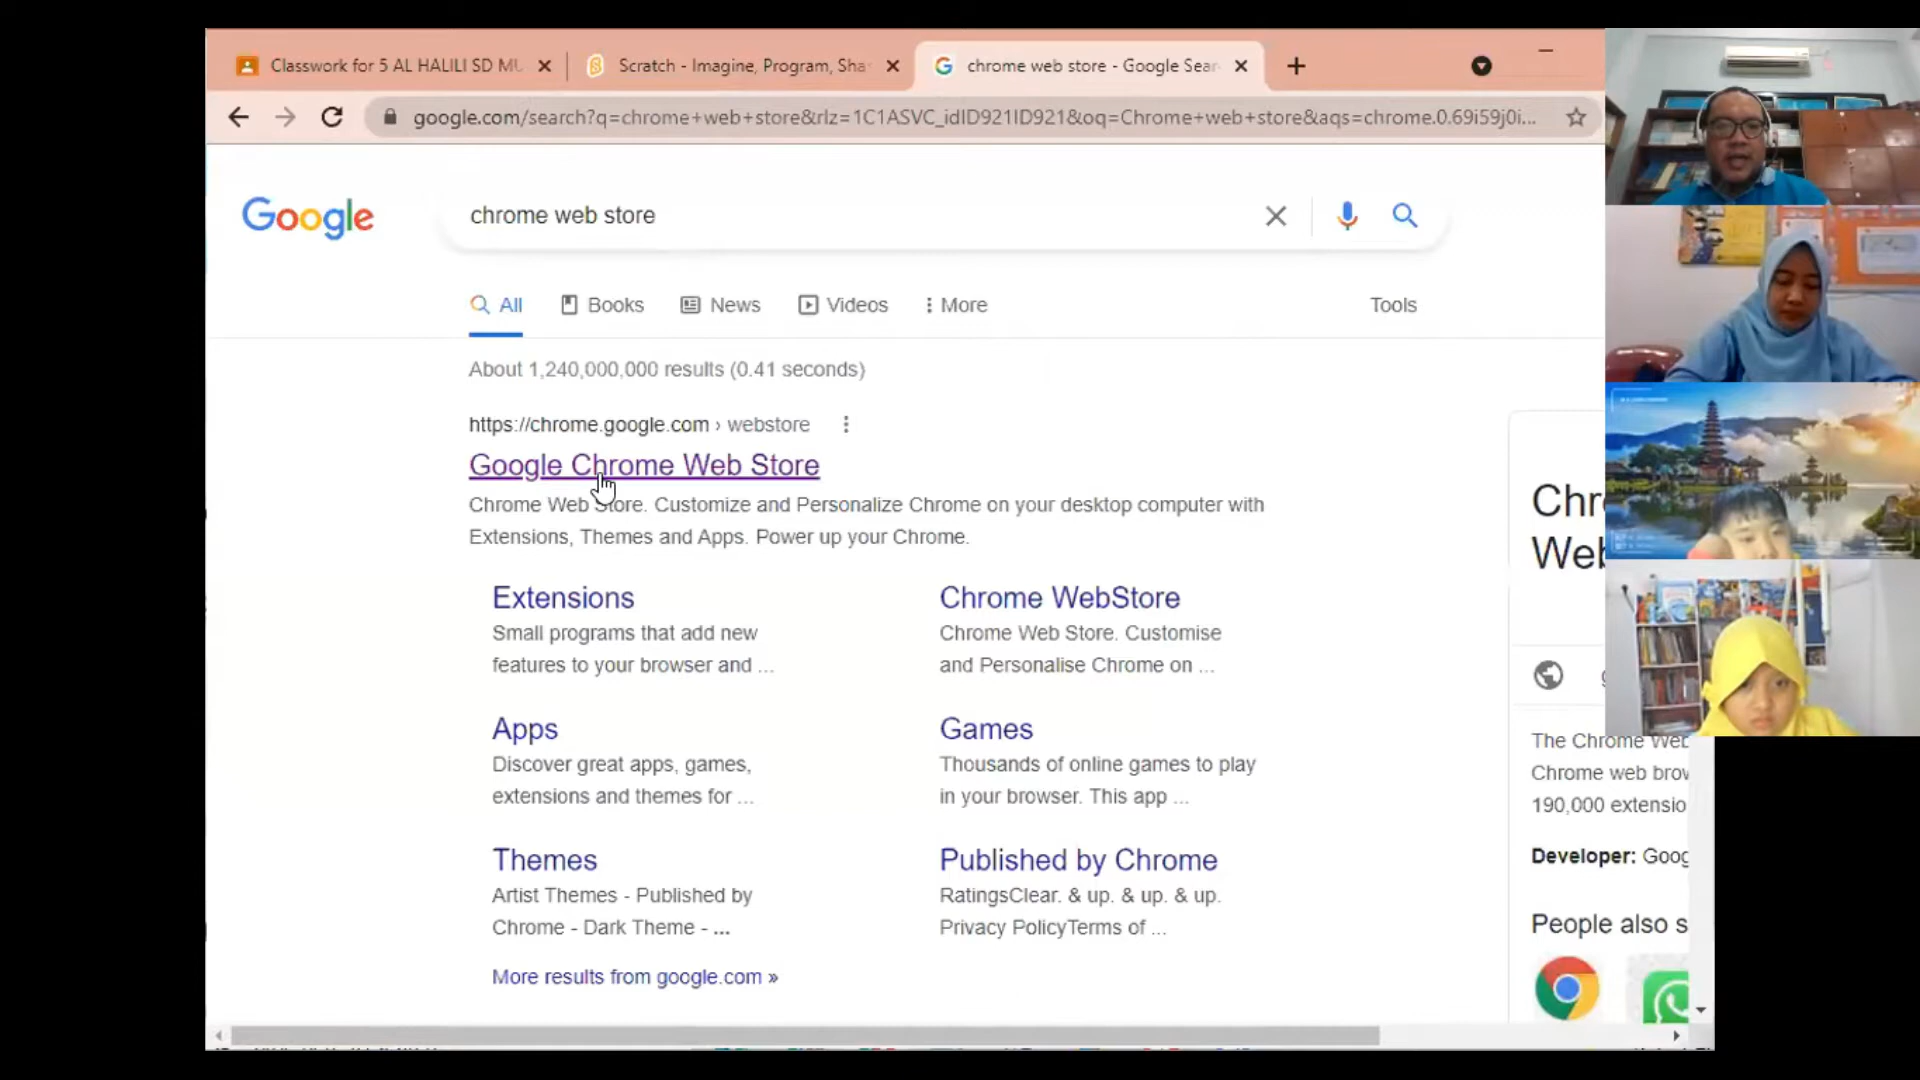 Classwork for 5 AL HALILI SD MU
Scratch - Imagine, Program, Sha
chrome web store - Google Sear
google.com/search?q=chrome+web+store&rlz=1C1ASVC_idID921ID921&oq=Chrome+web+store&aqs=chrome.0.69i59j0i...
Google
chrome web store
All
Books
News
Videos
More
Tools
About 1,240,000,000 results (0.41 seconds)
https://chrome.google.com › webstore
Google Chrome Web Store
Chrome Web Store. Customize and Personalize Chrome on your desktop computer with
Extensions, Themes and Apps. Power up your Chrome.
Extensions
Small programs that add new
features to your browser and ...
Chrome WebStore
Chrome Web Store. Customise
and Personalise Chrome on ...
Apps
Discover great apps, games,
extensions and themes for ...
Games
Thousands of online games to play
in your browser. This app ...
Themes
Artist Themes - Published by
Chrome - Dark Theme - ...
Published by Chrome
RatingsClear. & up. & up. & up.
Privacy PolicyTerms of ...
More results from google.com »
Chr
Web
The Chrome Web
Chrome web brow
190,000 extensio
Developer: Goog
People also s